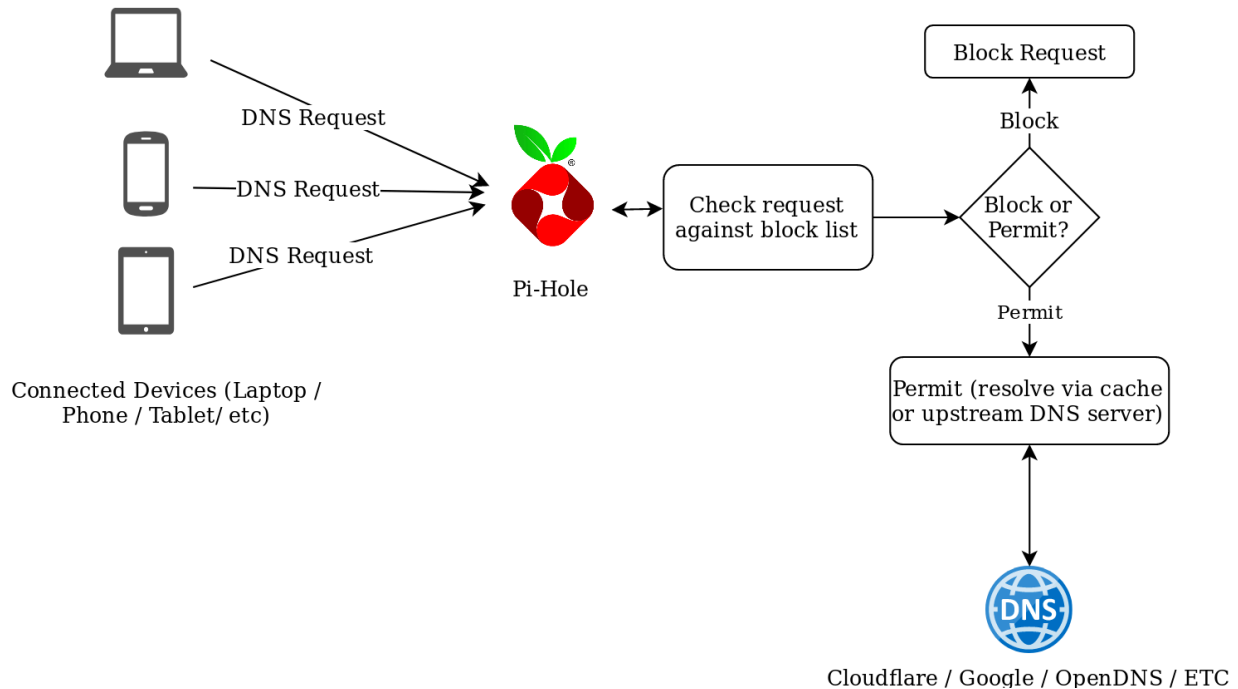 Block Request
DNS Request
Block
DNS Request
®
Check request
against block list
Block or
Permit?
DNS Request
Pi-Hole
Permit
Connected Devices (Laptop /
Phone / Tablet/ etc)
Permit (resolve via cache
or upstream DNS server)
DNS
Cloudflare / Google / OpenDNS / ETC